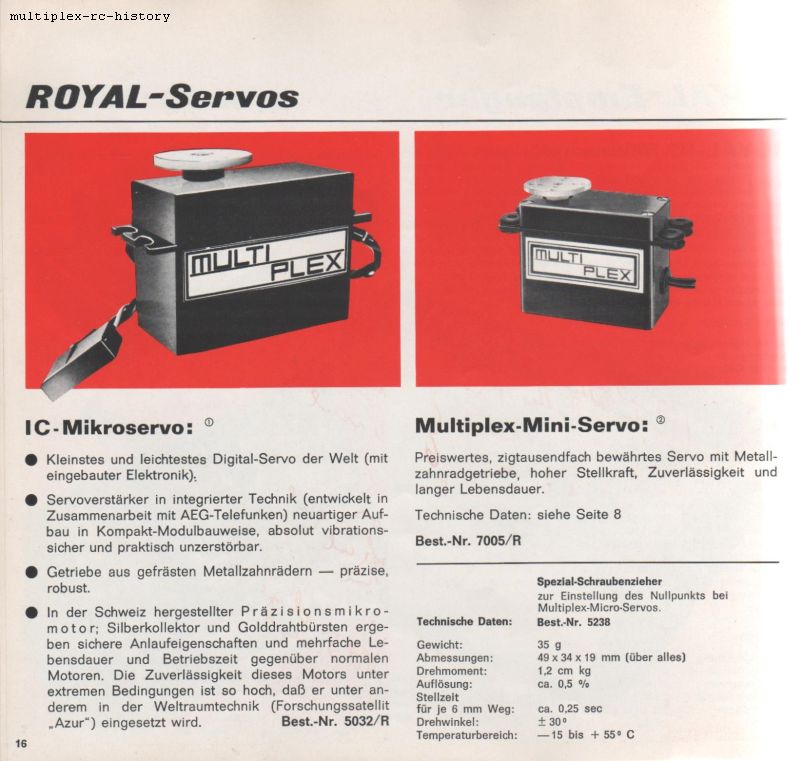 multiplex-rc-history
ROYAL-Servos
MULTI
PLEX
MULTI
PLEX
IC-Mikroservo: ①
● Kleinstes und leichtestes Digital-Servo der Welt (mit
eingebauter Elektronik).
● Servoverstärker in integrierter Technik (entwickelt in
Zusammenarbeit mit AEG-Telefunken) neuartiger Auf-
bau in Kompakt-Modulbauweise, absolut vibrations-
sicher und praktisch unzerstörbar.
● Getriebe aus gefrästen Metallzahnrädern — präzise,
robust.
● In der Schweiz hergestellter Präzisionsmikro-
motor; Silberkollektor und Golddrahtbürsten erge-
ben sichere Anlaufeigenschaften und mehrfache Le-
bensdauer und Betriebszeit gegenüber normalen
Motoren. Die Zuverlässigkeit dieses Motors unter
extremen Bedingungen ist so hoch, daß er unter an-
derem in der Weltraumtechnik (Forschungssatellit
„Azur“) eingesetzt wird. Best.-Nr. 5032/R
16
Multiplex-Mini-Servo: ②
Preiswertes, zigtausendfach bewährtes Servo mit Metall-
zahnradgetriebe, hoher Stellkraft, Zuverlässigkeit und
langer Lebensdauer.
Technische Daten: siehe Seite 8
Best.-Nr. 7005/R
Spezial-Schraubenzieher
zur Einstellung des Nullpunkts bei
Multiplex-Micro-Servos.
Technische Daten: Best.-Nr. 5238
Gewicht: 35 g
Abmessungen: 49 x 34 x 19 mm (über alles)
Drehmoment: 1,2 cm kg
Auflösung: ca. 0,5 %
Stellzeit
für je 6 mm Weg: ca. 0,25 sec
Drehwinkel: ± 30°
Temperaturbereich: — 15 bis + 55° C